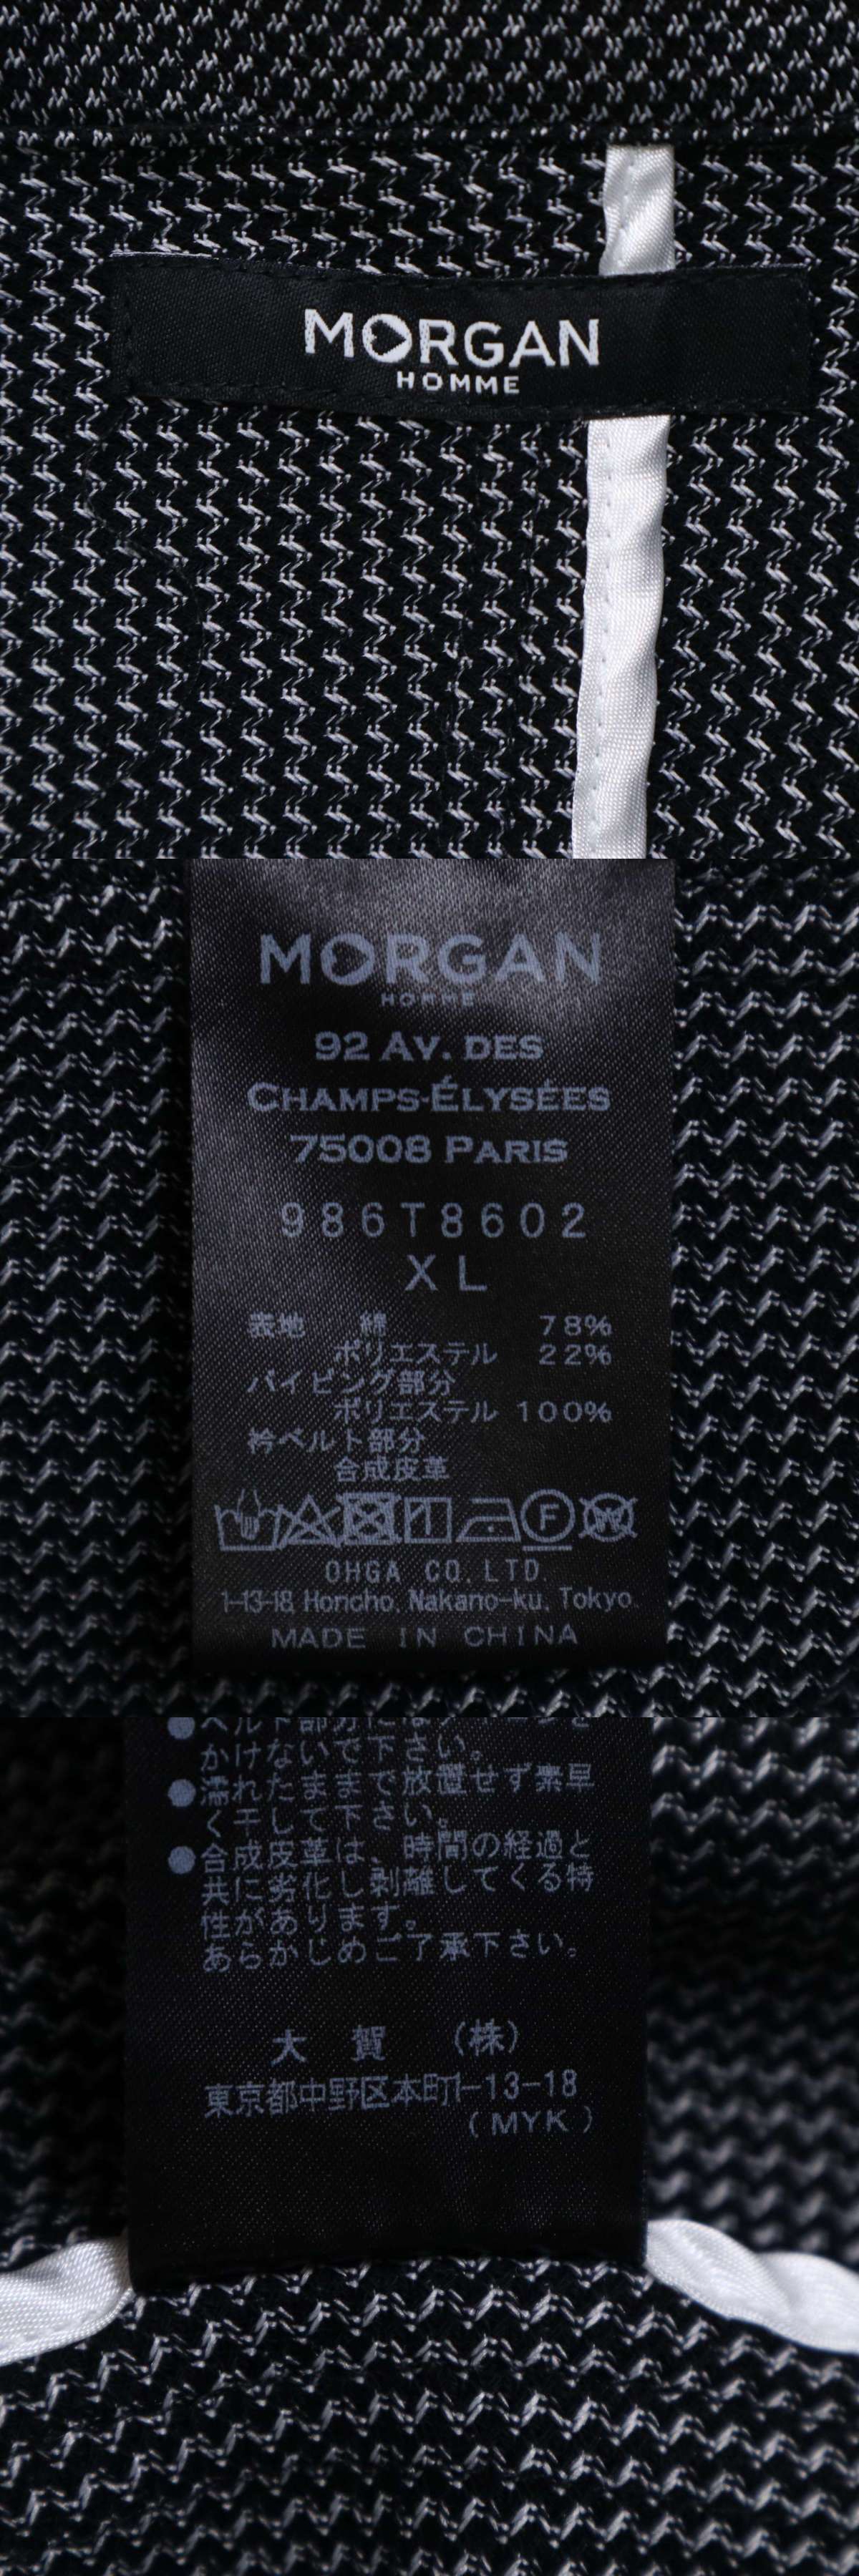 MORGAN
HOMME
MORGAN
HOMME
92 AV. DES
CHAMPS-ÉLYSÉES
75008 PARIS
986T8602
XL
表地 綿 78%
ポリエステル 22%
パイピング部分
ポリエステル 100%
衿ベルト部分
合成皮革
F
W
OHGA CO.LTD.
1-13-18, Honcho, Nakano-ku, Tokyo.
MADE IN CHINA
かけないで下さい。
●濡れたままで放置せず素早
く干して下さい。
●合成皮革は、時間の経過と
共に劣化し剥離してくる特
性があります。
あらかじめご了承下さい。
大賀 (株)
東京都中野区本町1-13-18
(MYK)